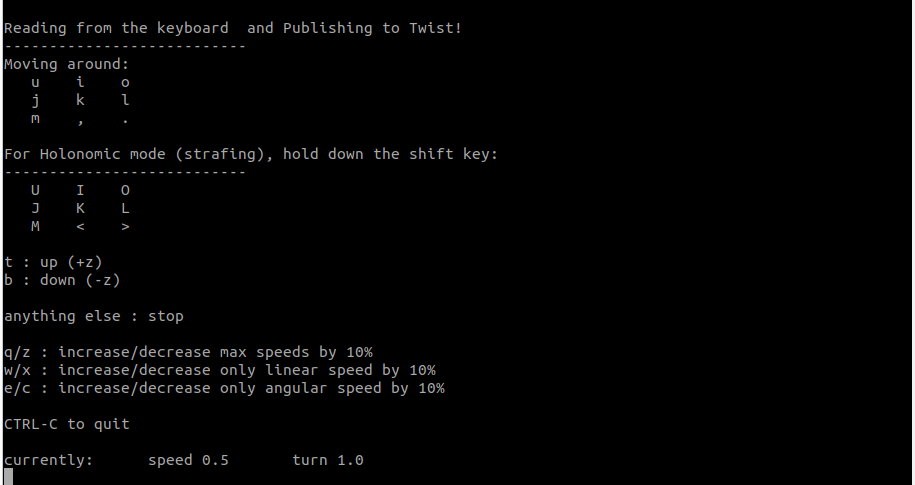 Reading from the keyboard  and Publishing to Twist!
---------------------------
Moving around:
   u    i    o
   j    k    l
   m    ,    .
For Holonomic mode (strafing), hold down the shift key:
---------------------------
   U    I    O
   J    K    L
   M    <    >
t : up (+z)
b : down (-z)
anything else : stop
q/z : increase/decrease max speeds by 10%
w/x : increase/decrease only linear speed by 10%
e/c : increase/decrease only angular speed by 10%
CTRL-C to quit
currently:      speed 0.5       turn 1.0